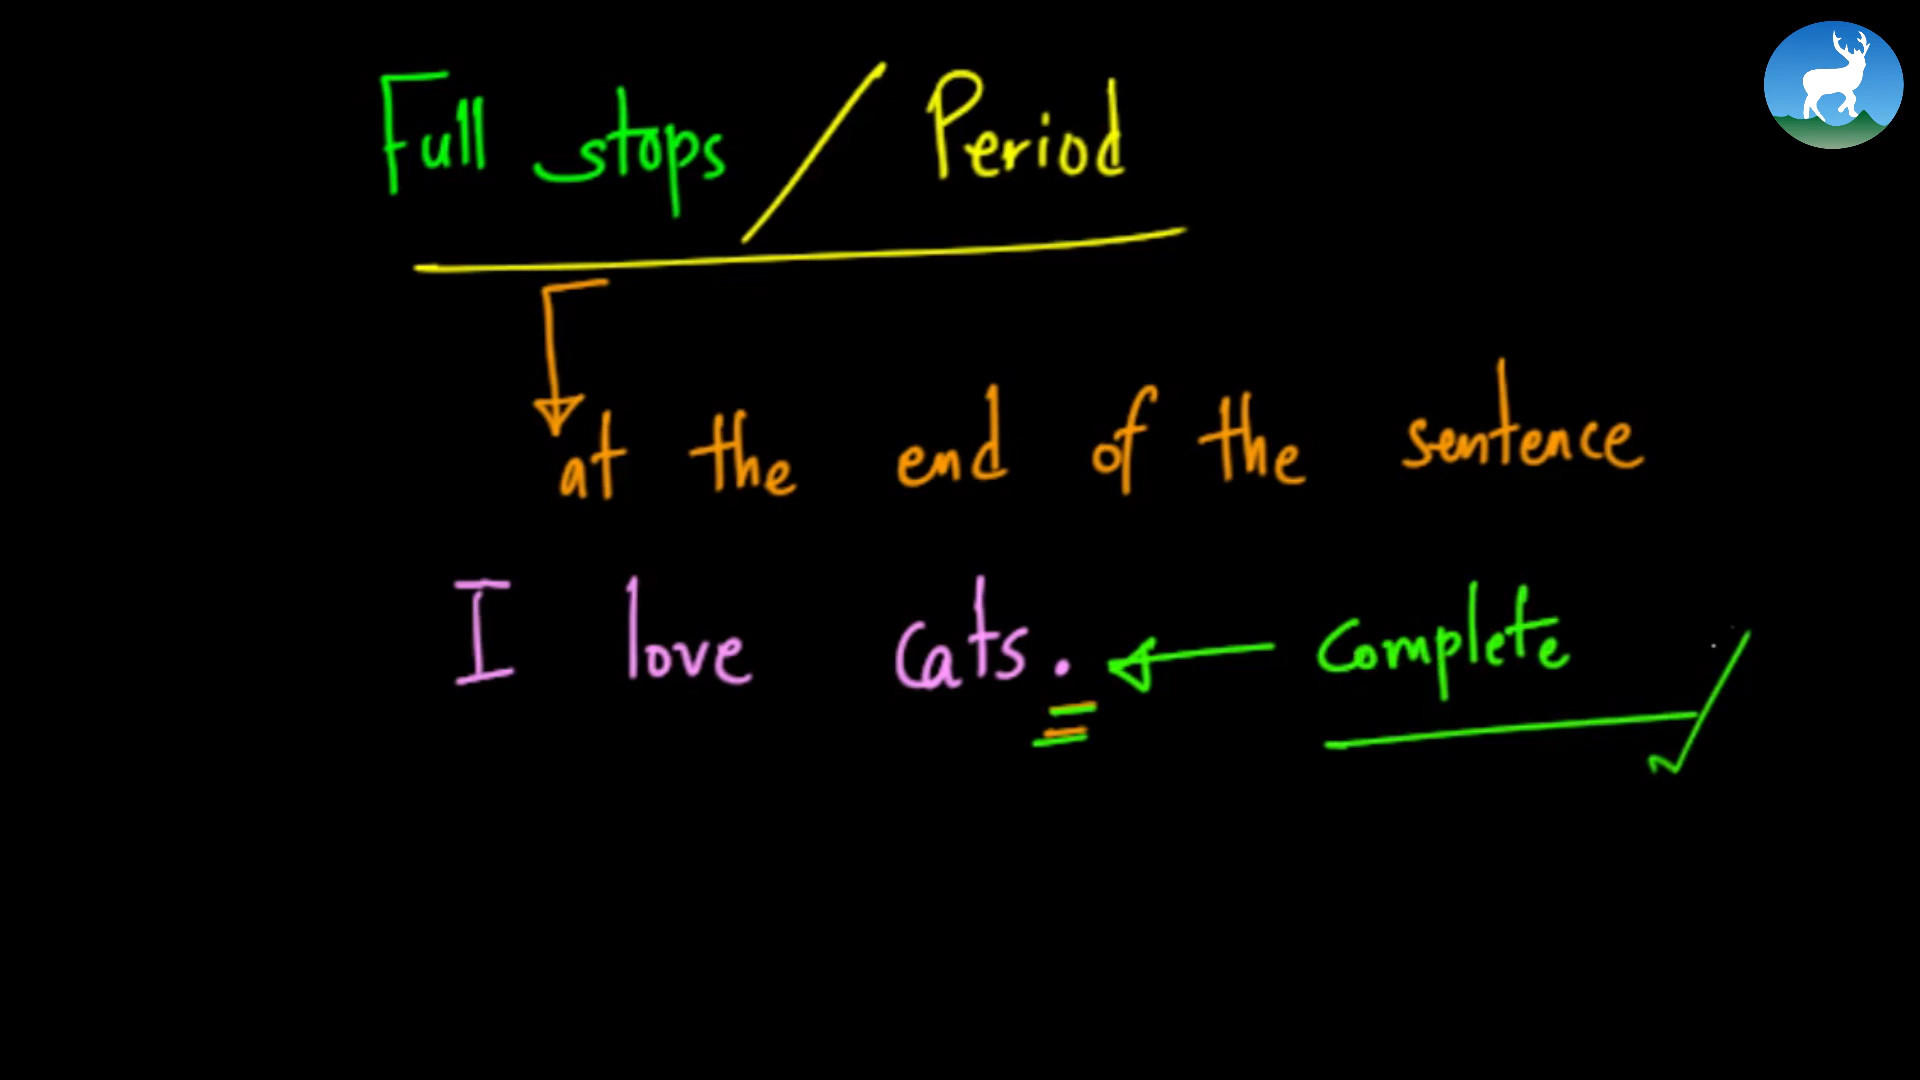 Full stops / Period
at the end of the sentence
I love cats. ← Complete